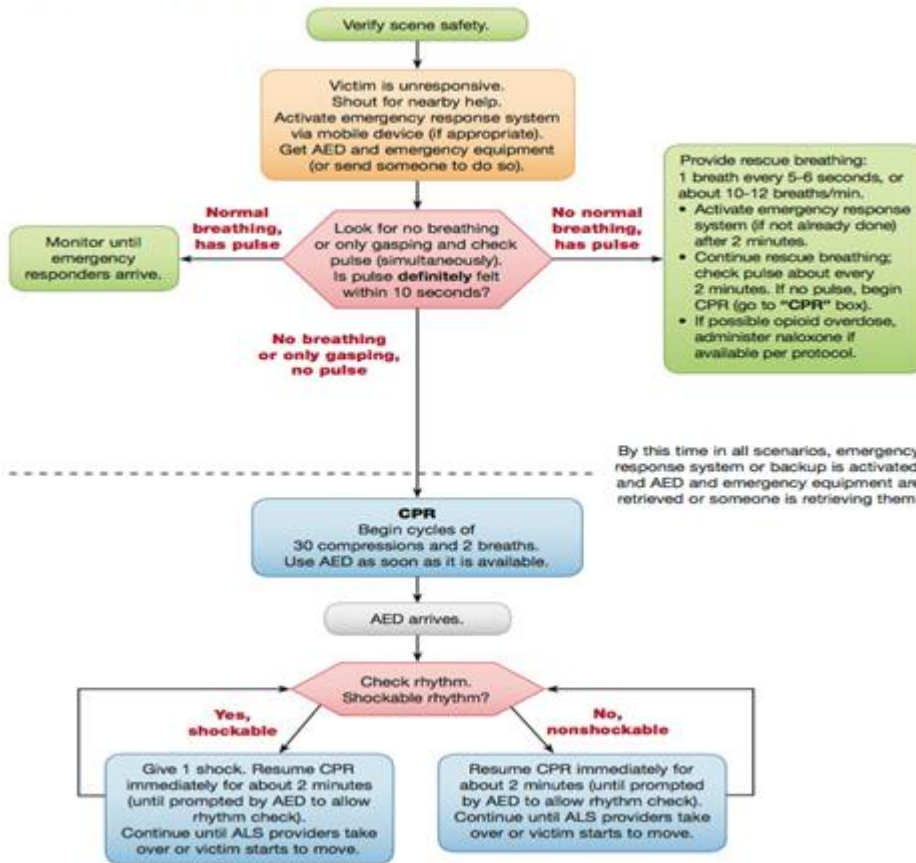 Verify scene safety.
Victim is unresponsive.
Shout for nearby help.
Activate emergency response system
via mobile device (if appropriate).
Get AED and emergency equipment
(or send someone to do so).
Normal
breathing,
has pulse
Look for no breathing
or only gasping and check
pulse (simultaneously).
Is pulse definitely felt
within 10 seconds?
No normal
breathing,
has pulse
Monitor until
emergency
responders arrive.
Provide rescue breathing:
1 breath every 5-6 seconds, or
about 10-12 breaths/min.
• Activate emergency response
system (if not already done)
after 2 minutes.
• Continue rescue breathing;
check pulse about every
2 minutes. If no pulse, begin
CPR (go to "CPR" box).
• If possible opioid overdose,
administer naloxone if
available per protocol.
No breathing
or only gasping,
no pulse
By this time in all scenarios, emergency
response system or backup is activated
and AED and emergency equipment are
retrieved or someone is retrieving them
CPR
Begin cycles of
30 compressions and 2 breaths.
Use AED as soon as it is available.
AED arrives.
Check rhythm.
Shockable rhythm?
Yes,
shockable
No,
nonshockable
Give 1 shock. Resume CPR
immediately for about 2 minutes
(until prompted by AED to allow
rhythm check).
Continue until ALS providers take
over or victim starts to move.
Resume CPR immediately for
about 2 minutes (until prompted
by AED to allow rhythm check).
Continue until ALS providers take
over or victim starts to move.